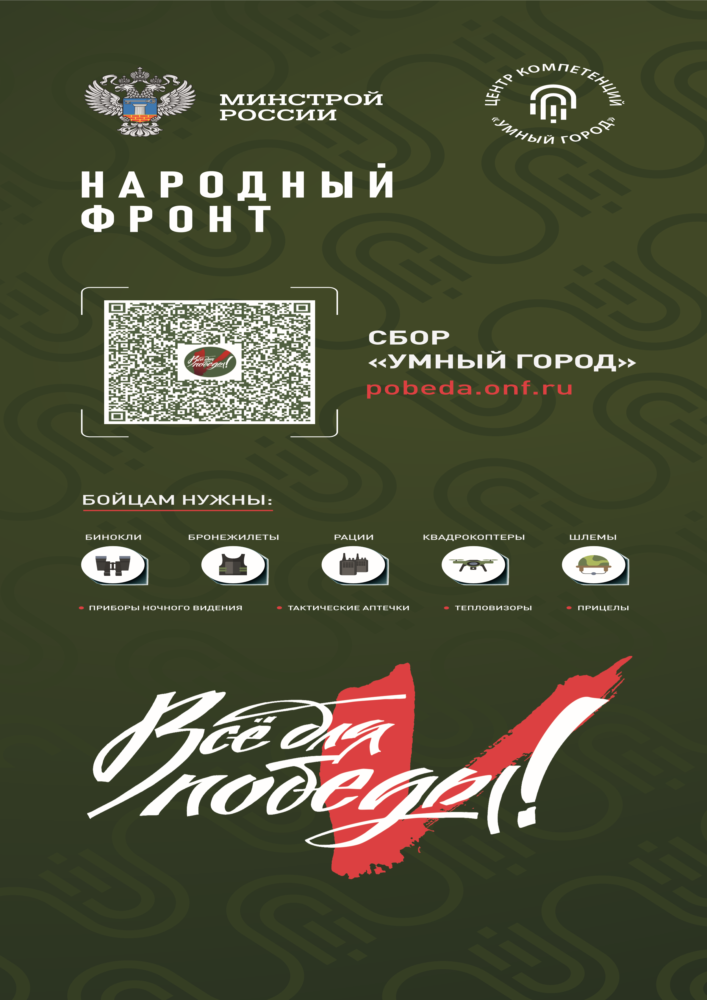 МИНСТРОЙ
РОССИИ
ЦЕНТР КОМПЕТЕНЦИЙ
«УМНЫЙ ГОРОД»
НАРОДНЫЙ
ФРОНТ
Всё для
победы!
СБОР
«УМНЫЙ ГОРОД»
pobeda.onf.ru
БОЙЦАМ НУЖНЫ:
БИНОКЛИ
БРОНЕЖИЛЕТЫ
РАЦИИ
КВАДРОКОПТЕРЫ
ШЛЕМЫ
• ПРИБОРЫ НОЧНОГО ВИДЕНИЯ
• ТАКТИЧЕСКИЕ АПТЕЧКИ
• ТЕПЛОВИЗОРЫ
• ПРИЦЕЛЫ
Всё для
победы!